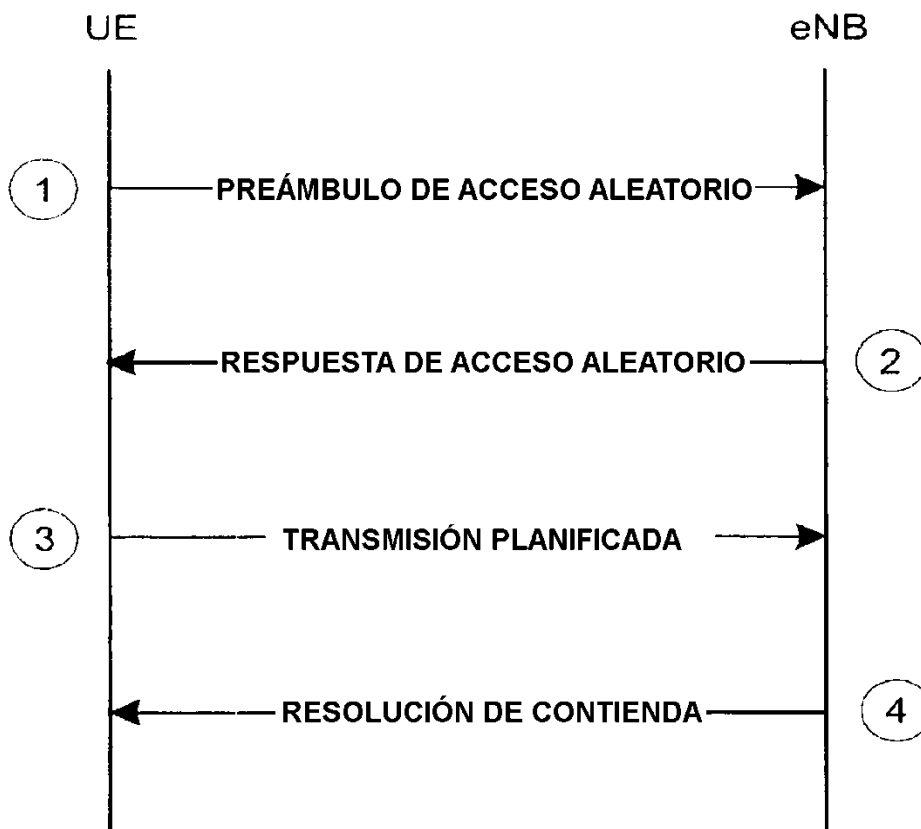 UE
eNB
1
PREÁMBULO DE ACCESO ALEATORIO
RESPUESTA DE ACCESO ALEATORIO
2
3
TRANSMISIÓN PLANIFICADA
RESOLUCIÓN DE CONTIENDA
4